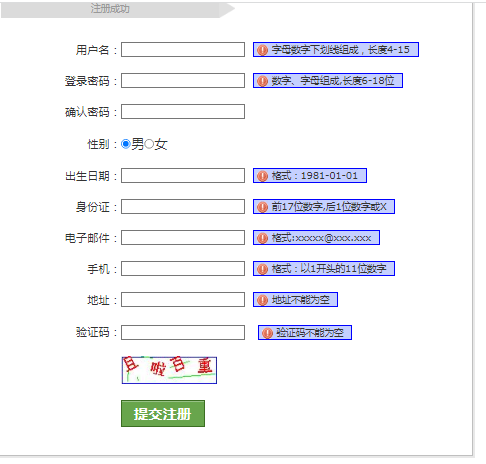 注册成功
用户名： 字母数字下划线组成，长度4-15
登录密码： 数字、字母组成,长度6-18位
确认密码：
性别：男女
出生日期： 格式：1981-01-01
身份证： 前17位数字,后1位数字或X
电子邮件： 格式:xxxxx@xxx.xxx
手机： 格式：以1开头的11位数字
地址： 地址不能为空
验证码： 验证码不能为空
且啦百重
提交注册